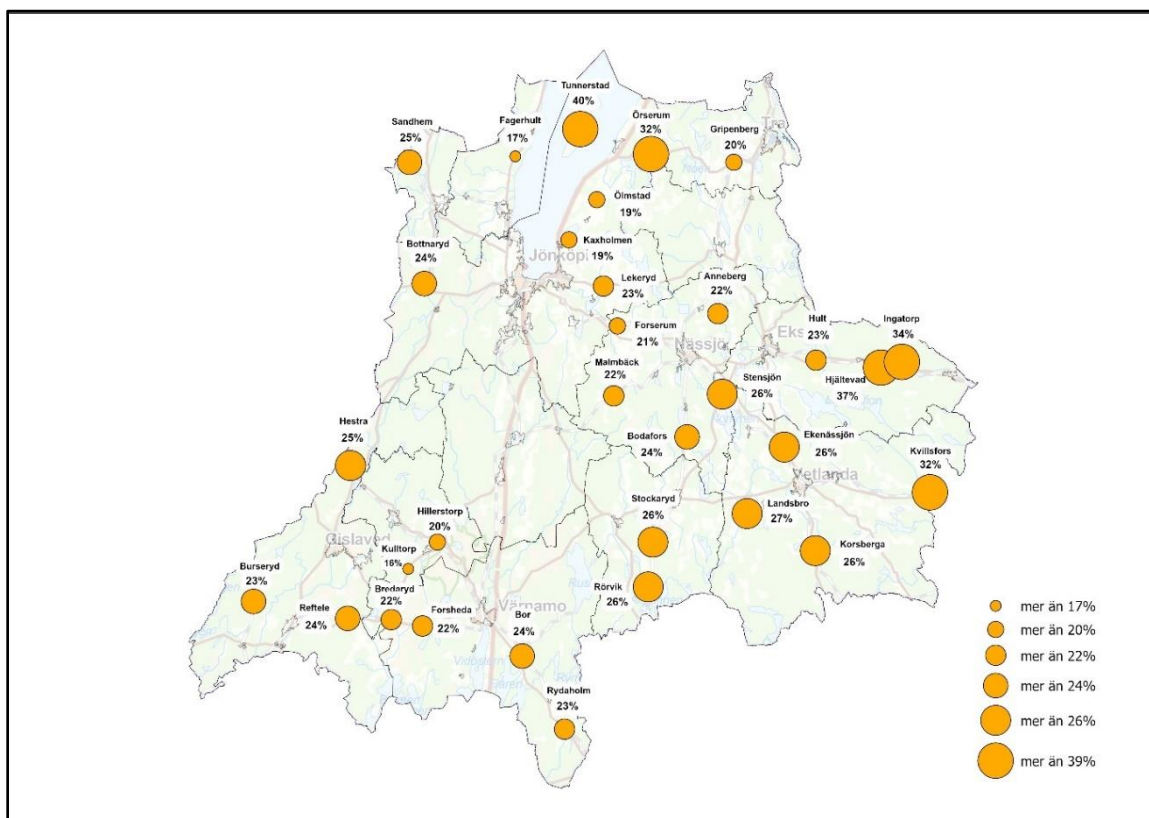 Tunnerstad
40%
Sandhem
25%
Fagerhult
17%
Örserum
32%
Gripenberg
20%
Tra
Ölmstad
19%
Kaxholmen
19%
Jönköpi
Bottnaryd
24%
Lekeryd
23%
Anneberg
22%
Forserum
21%
Nässjö
Eks
Hult
23%
Ingatorp
34%
Hjältevad
37%
Malmbäck
22%
Stensjön
26%
Bodafors
24%
Ekenässjön
26%
Vetlanda
Kvillsfors
32%
Hestra
25%
Landsbro
27%
Korsberga
26%
Stockaryd
26%
Rörvik
26%
Hillerstorp
20%
Gislaved
Kulltorp
18%
Burseryd
23%
Reftele
24%
Bredaryd
22%
Forsheda
22%
Värnamo
Bor
24%
Vidöstern
Rydaholm
23%
mer än 17%
mer än 20%
mer än 22%
mer än 24%
mer än 26%
mer än 39%